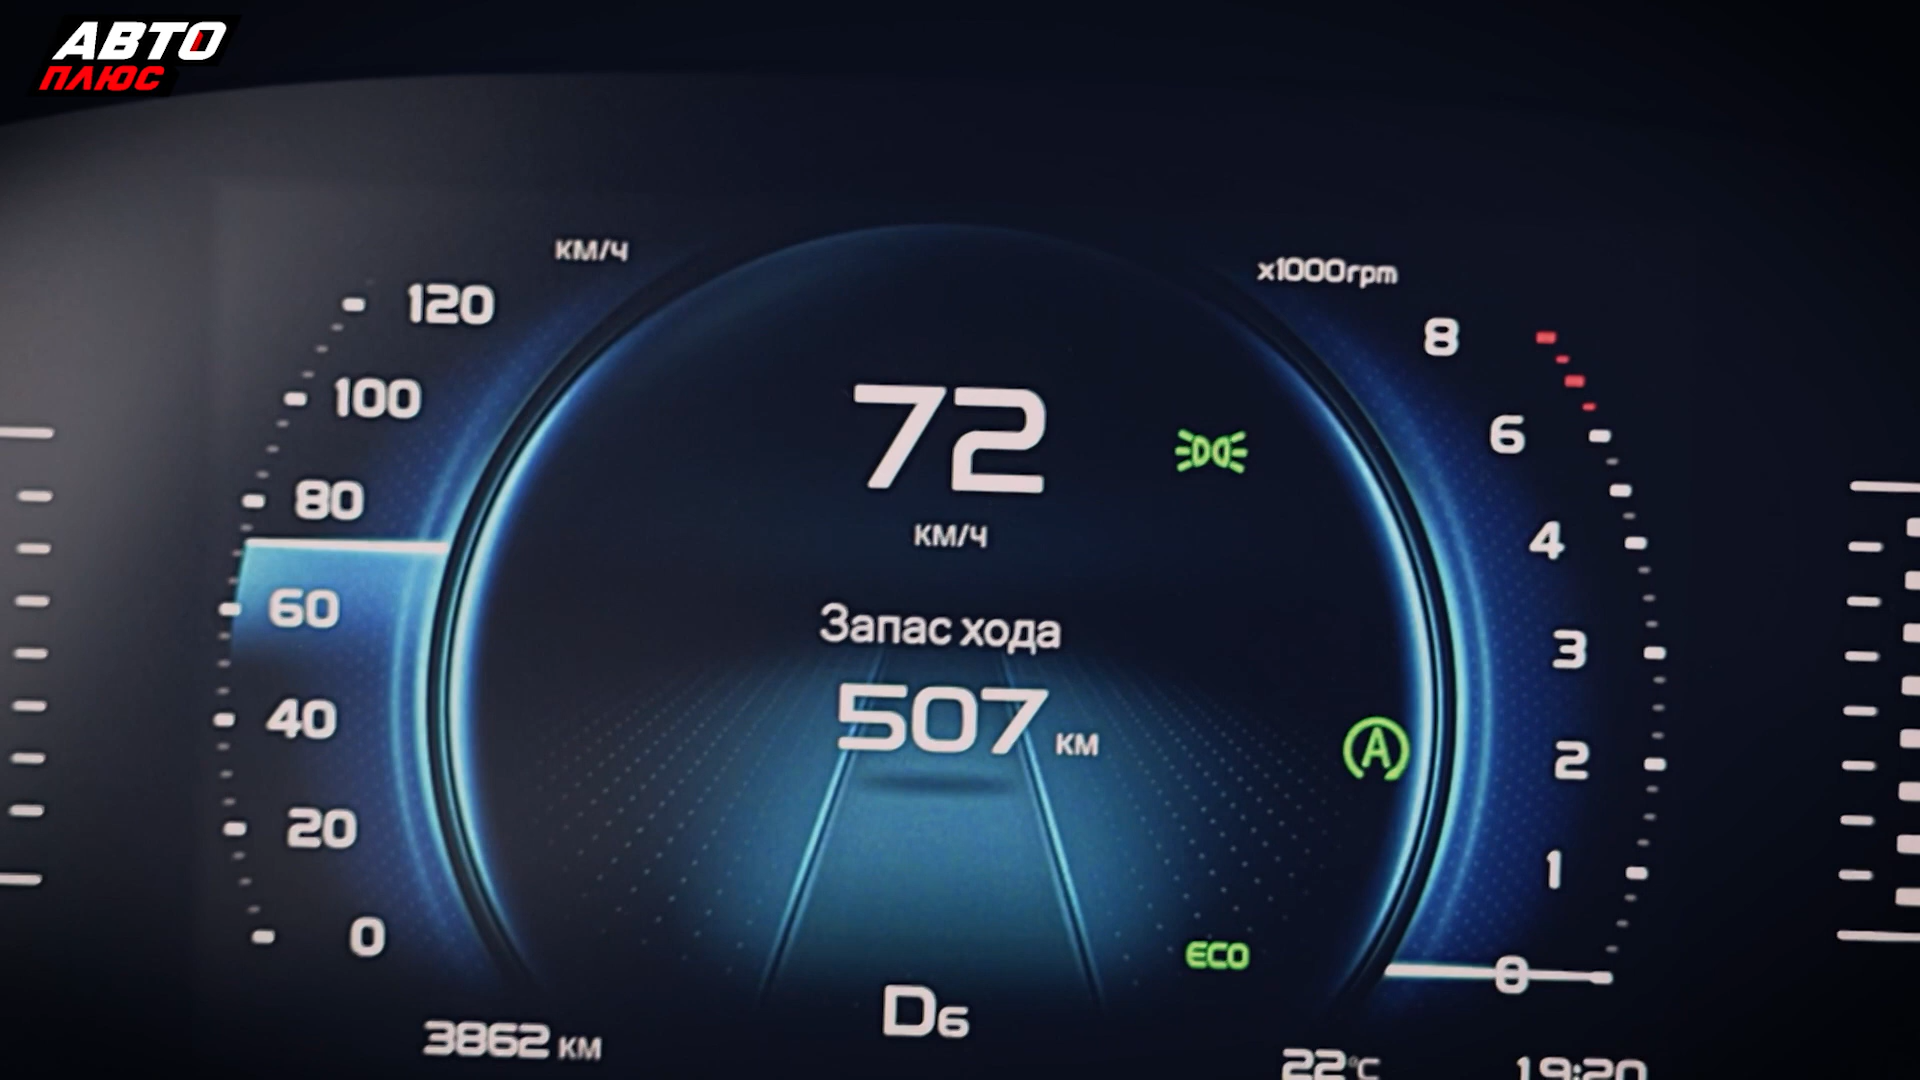 АВТО
ПЛЮС
КМ/Ч
x1000rpm
120
100
80
60
40
20
0
72
КМ/Ч
Запас хода
507 КМ
A
ECO
8
6
4
3
2
1
0
D6
3862 КМ
22°C
19:20